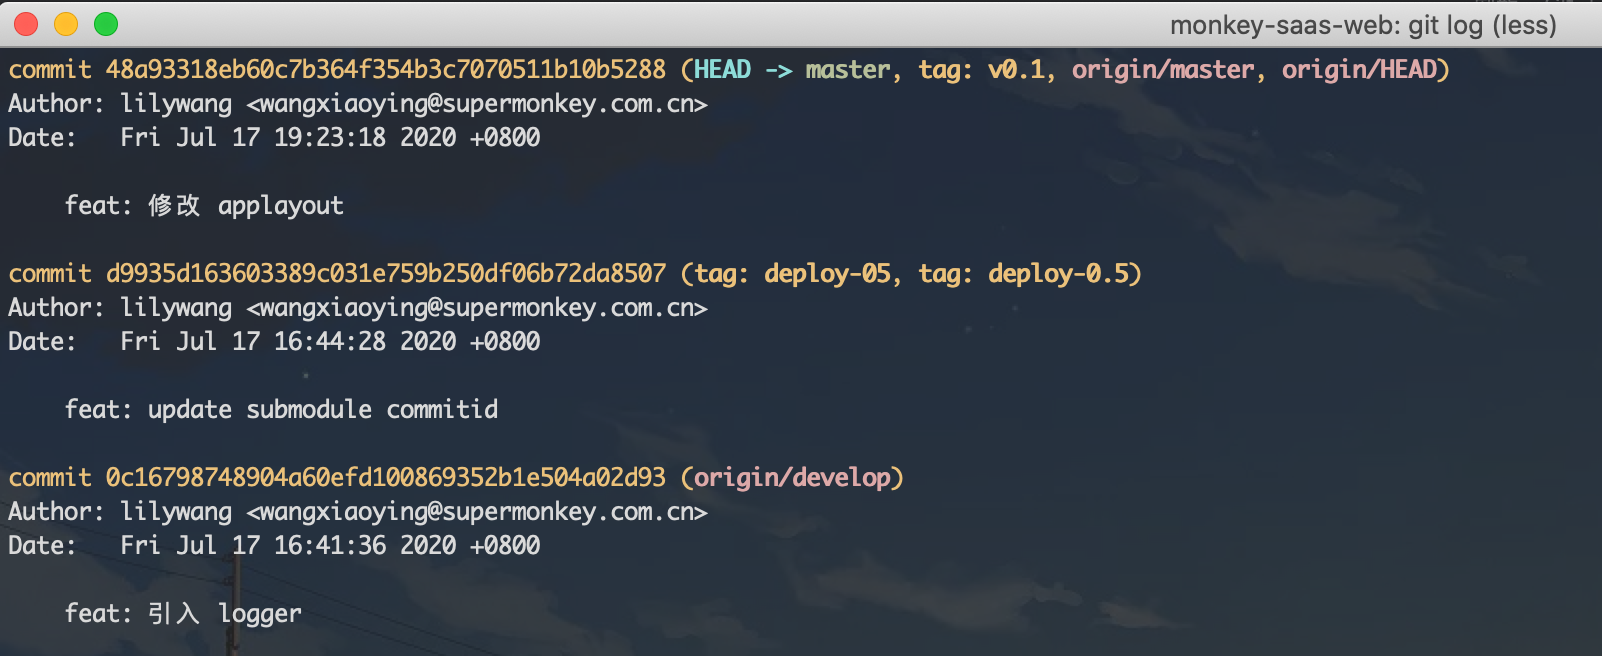 monkey-saas-web: git log (less)
commit 48a93318eb60c7b364f354b3c7070511b10b5288 (HEAD -> master, tag: v0.1, origin/master, origin/HEAD)
Author: lilywang <wangxiaoying@supermonkey.com.cn>
Date:   Fri Jul 17 19:23:18 2020 +0800
feat: 修改 applayout
commit d9935d163603389c031e759b250df06b72da8507 (tag: deploy-05, tag: deploy-0.5)
Author: lilywang <wangxiaoying@supermonkey.com.cn>
Date:   Fri Jul 17 16:44:28 2020 +0800
feat: update submodule commitid
commit 0c16798748904a60efd100869352b1e504a02d93 (origin/develop)
Author: lilywang <wangxiaoying@supermonkey.com.cn>
Date:   Fri Jul 17 16:41:36 2020 +0800
feat: 引入 logger